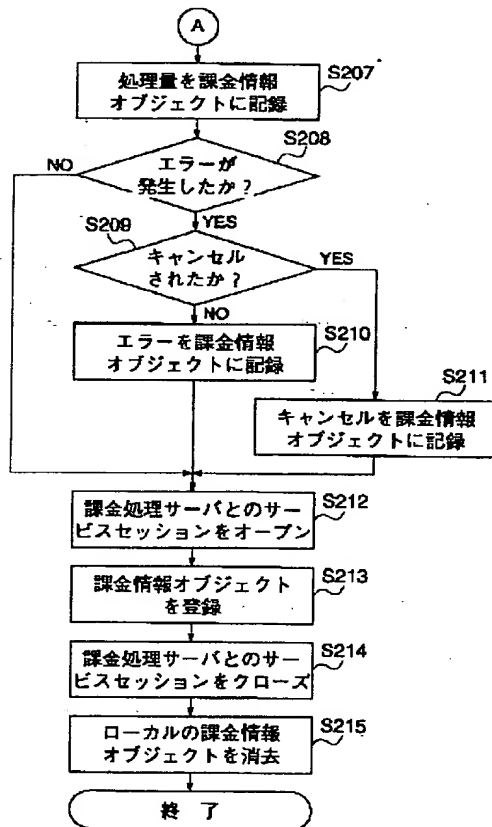 A
処理量を課金情報
オブジェクトに記録
S207
S208
NO
エラーが
発生したか？
S209
YES
キャンセル
されたか？
YES
NO
エラーを課金情報
オブジェクトに記録
S210
S211
キャンセルを課金情報
オブジェクトに記録
課金処理サーバとのサー
ビスセッションをオープン
S212
課金情報オブジェクト
を登録
S213
課金処理サーバとのサー
ビスセッションをクローズ
S214
ローカルの課金情報
オブジェクトを消去
S215
終 了